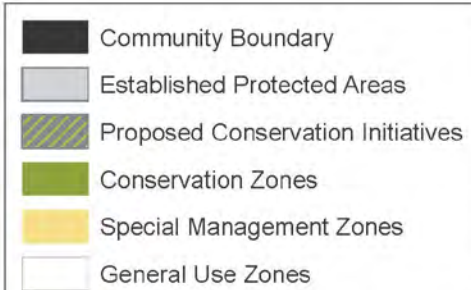 Community Boundary
Established Protected Areas
Proposed Conservation Initiatives
Conservation Zones
Special Management Zones
General Use Zones